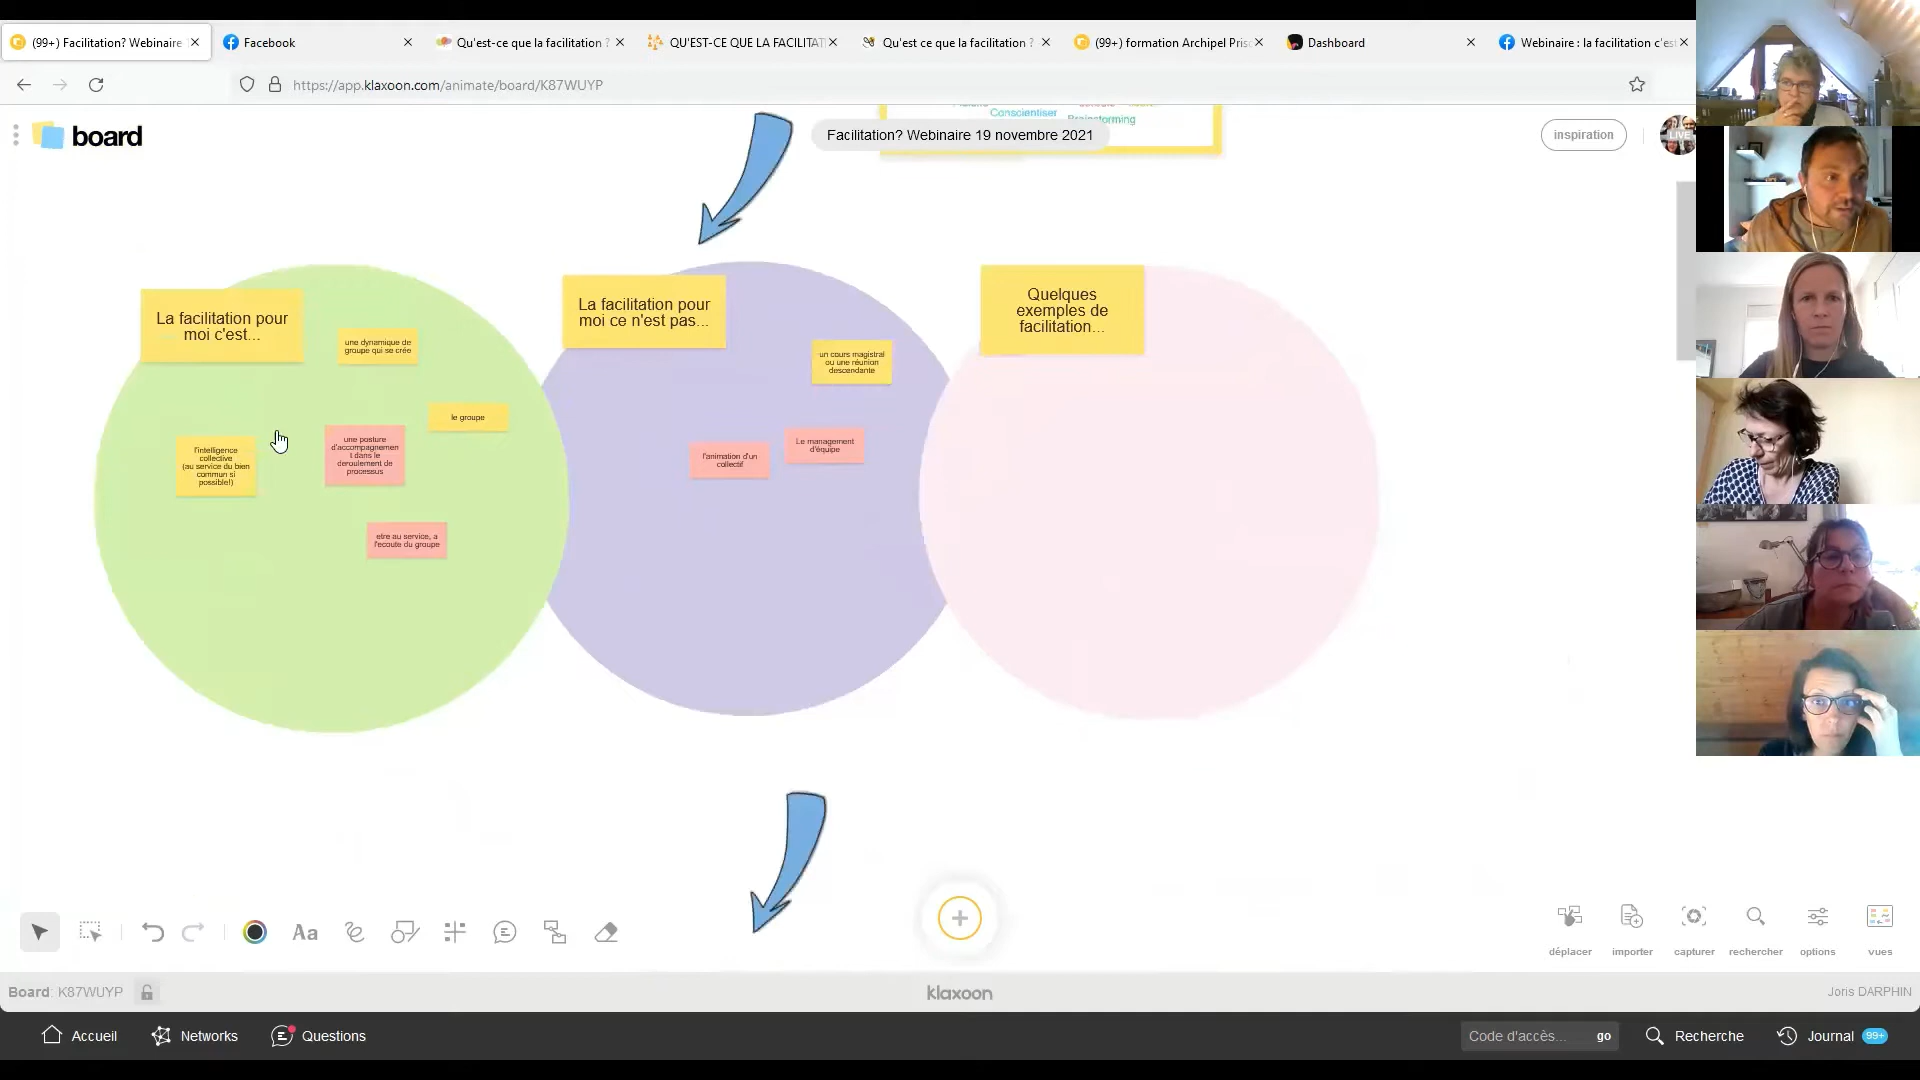 (99+) Facilitation? Webinaire
Facebook
Qu'est-ce que la facilitation ?
QU'EST-CE QUE LA FACILITAT
Qu'est ce que la facilitation ?
(99+) formation Archipel Pris
Dashboard
Webinaire : la facilitation c'es
https://app.klaxoon.com/animate/board/K87WUYP
board
Conscientiser
Brainstorming
Facilitation? Webinaire 19 novembre 2021
inspiration
LIVE
La facilitation pour
moi c'est...
une dynamique de
groupe qui se crée
le groupe
l'intelligence
collective
(au service du bien
commun si
possible!)
une posture
d'accompagnemen
t dans le
deroulement de
processus
etre au service, a
l'ecoute du groupe
La facilitation pour
moi ce n'est pas...
un cours magistral
ou une réunion
descendante
l'animation d'un
collectif
Le management
d'équipe
Quelques
exemples de
facilitation...
Aa
déplacer
importer
capturer
rechercher
options
vues
Board: K87WUYP
klaxoon
Joris DARPHIN
Accueil
Networks
Questions
Code d'accès...
go
Recherche
Journal
99+